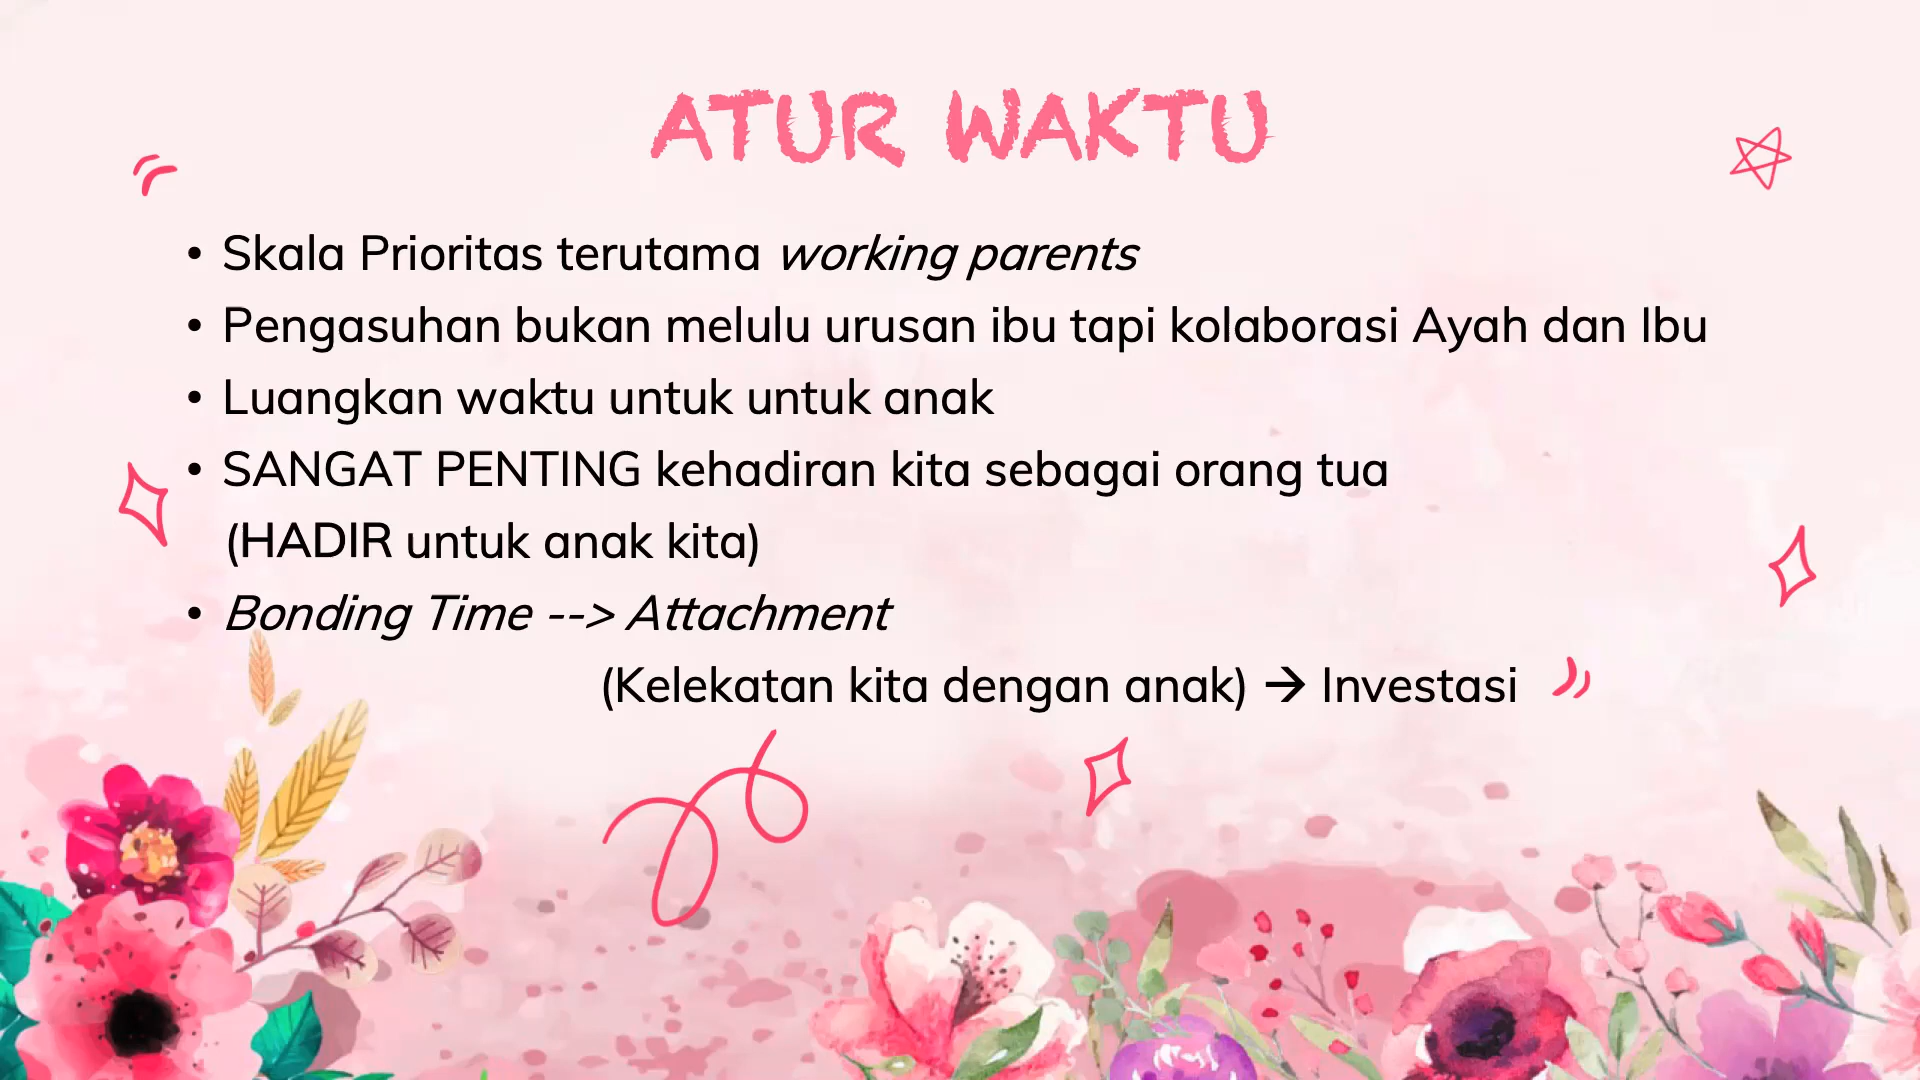 ATUR WAKTU
• Skala Prioritas terutama working parents
• Pengasuhan bukan melulu urusan ibu tapi kolaborasi Ayah dan Ibu
• Luangkan waktu untuk untuk anak
• SANGAT PENTING kehadiran kita sebagai orang tua
(HADIR untuk anak kita)
• Bonding Time --> Attachment
(Kelekatan kita dengan anak) → Investasi